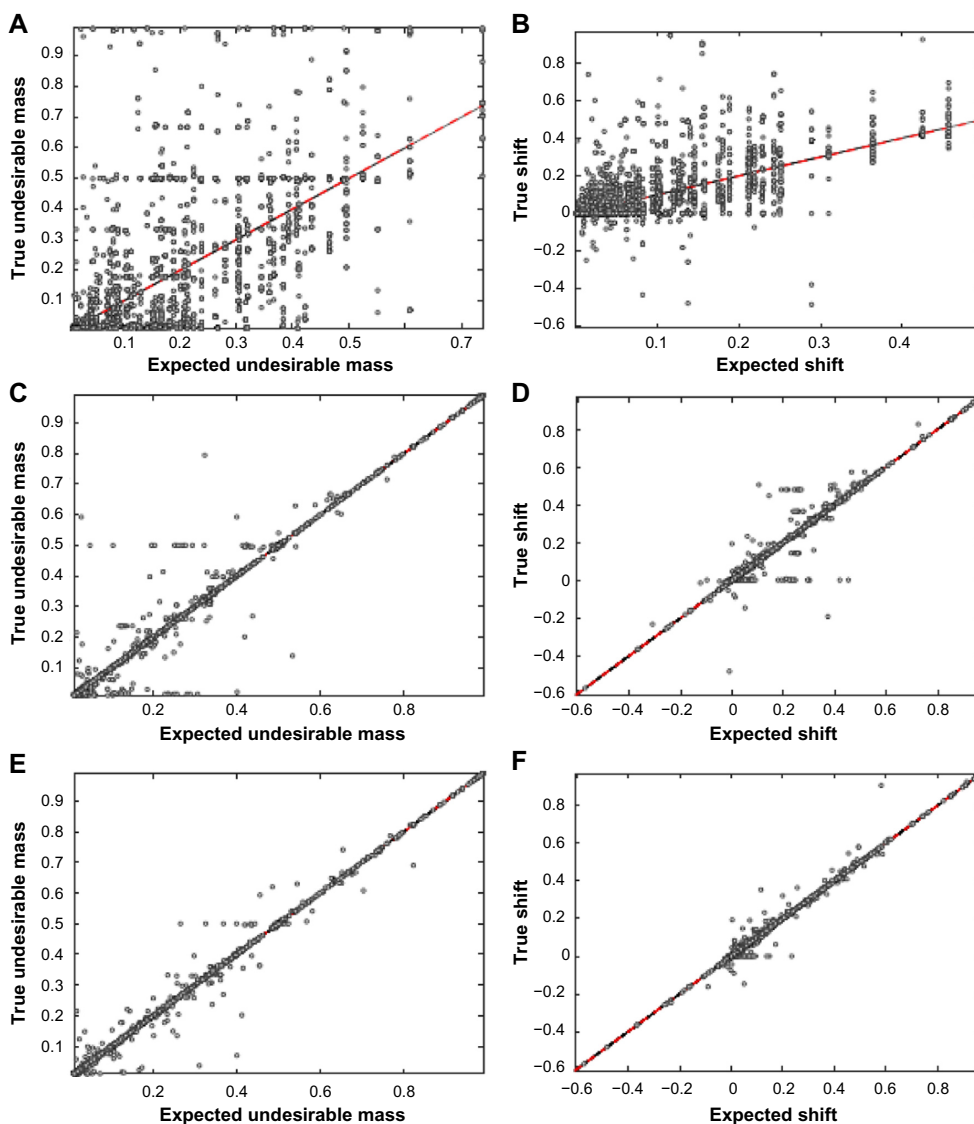 A
True undesirable mass
0.9
0.8
0.7
0.6
0.5
0.4
0.3
0.2
0.1
0.1 0.2 0.3 0.4 0.5 0.6 0.7
Expected undesirable mass
B
True shift
0.8
0.6
0.4
0.2
0
−0.2
−0.4
−0.6
0.1 0.2 0.3 0.4
Expected shift
C
True undesirable mass
0.9
0.8
0.7
0.6
0.5
0.4
0.3
0.2
0.1
0.2 0.4 0.6 0.8
Expected undesirable mass
D
True shift
0.8
0.6
0.4
0.2
0
−0.2
−0.4
−0.6
−0.6 −0.4 −0.2 0 0.2 0.4 0.6 0.8
Expected shift
E
True undesirable mass
0.9
0.8
0.7
0.6
0.5
0.4
0.3
0.2
0.1
0.2 0.4 0.6 0.8
Expected undesirable mass
F
True shift
0.8
0.6
0.4
0.2
0
−0.2
−0.4
−0.6
−0.6 −0.4 −0.2 0 0.2 0.4 0.6 0.8
Expected shift